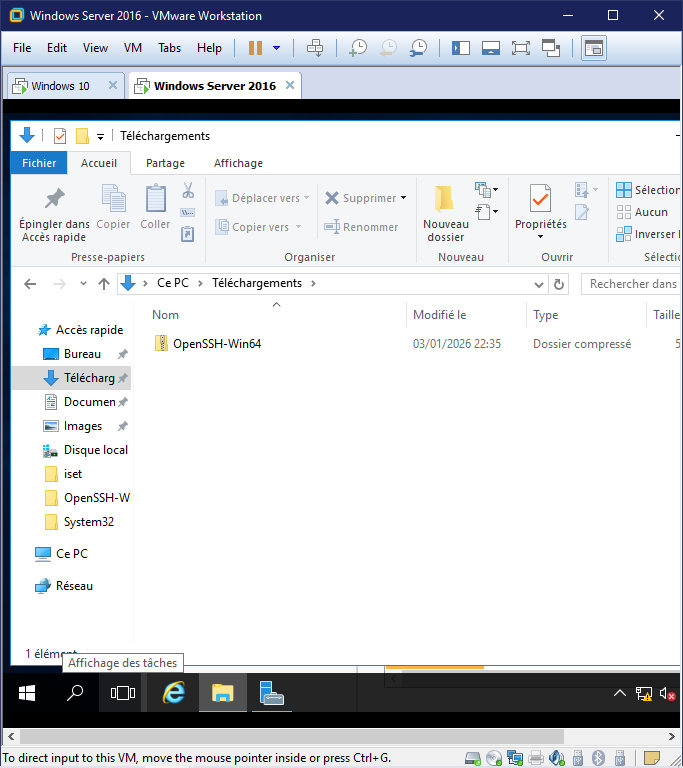 Windows Server 2016 - VMware Workstation
File Edit View VM Tabs Help
Windows 10 Windows Server 2016
Téléchargements
Fichier Accueil Partage Affichage
Épingler dans Accès rapide
Copier
Coller
Presse-papiers
Déplacer vers
Copier vers
Supprimer
Renommer
Organiser
Nouveau dossier
Nouveau
Propriétés
Ouvrir
Sélection
Aucun
Inverser l
Sélectio
Ce PC > Téléchargements >
Rechercher dans
Nom Modifié le Type Taille
OpenSSH-Win64 03/01/2026 22:35 Dossier compressé 5
Accès rapide
Bureau
Télécharg
Documen
Images
Disque local
iset
OpenSSH-W
System32
Ce PC
Réseau
1 élément
Affichage des tâches
To direct input to this VM, move the mouse pointer inside or press Ctrl+G.